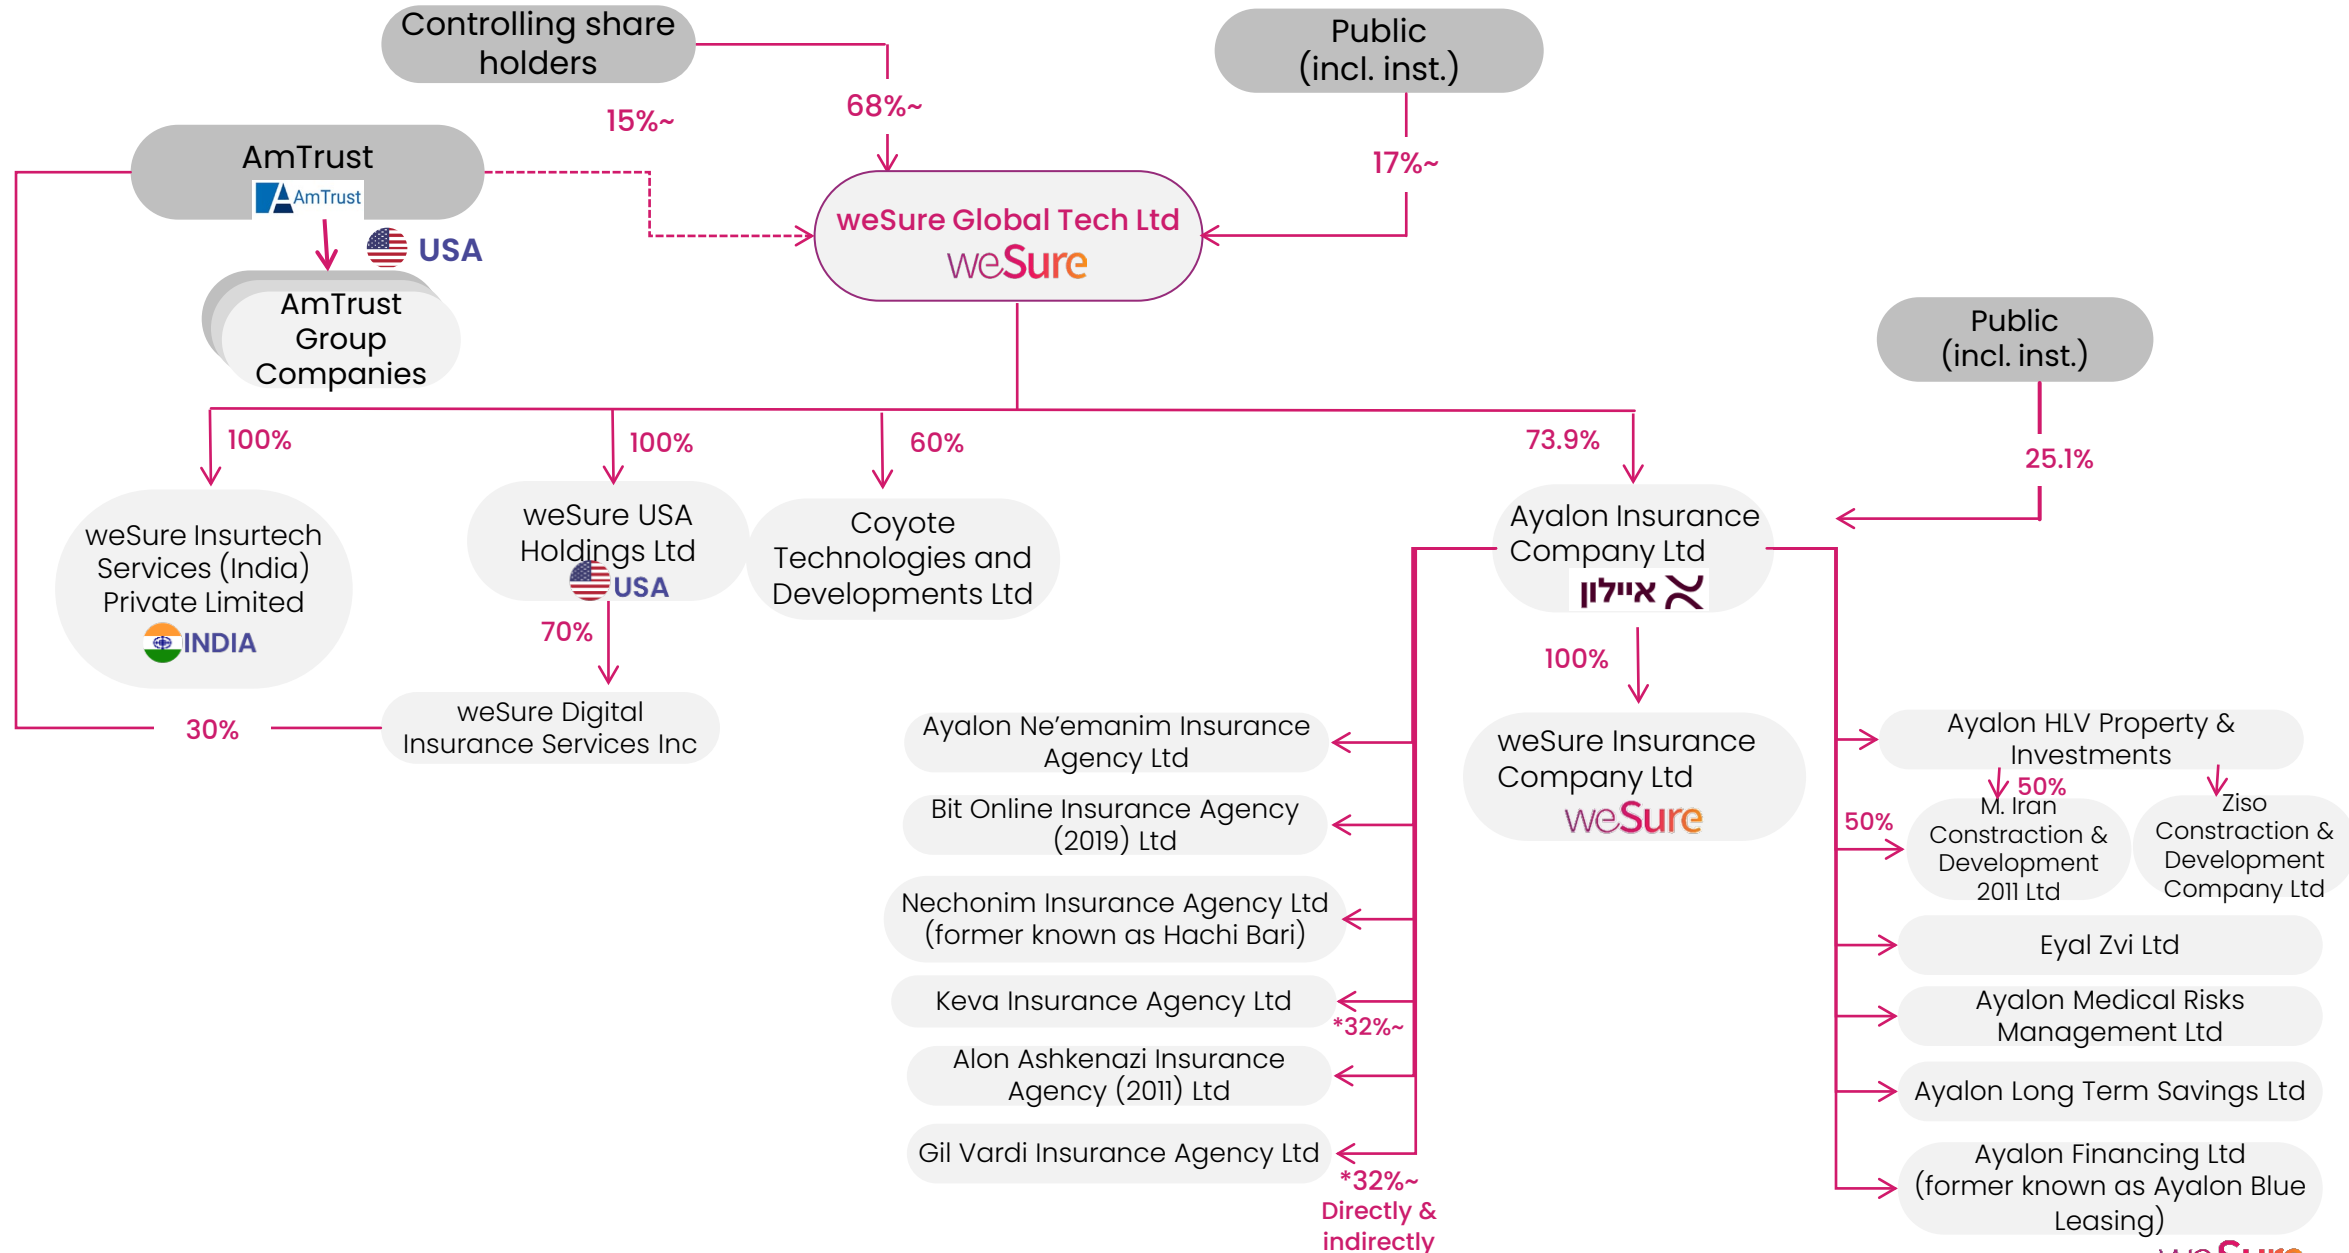 Controlling share
holders
Public
(incl. inst.)
15%~
68%~
17%~
AmTrust
AmTrust
USA
weSure Global Tech Ltd
weSure
AmTrust
Group
Companies
Public
(incl. inst.)
100%
100%
60%
73.9%
25.1%
weSure Insurtech
Services (India)
Private Limited
INDIA
weSure USA
Holdings Ltd
USA
Coyote
Technologies and
Developments Ltd
Ayalon Insurance
Company Ltd
איילון
70%
100%
30%
weSure Digital
Insurance Services Inc
weSure Insurance
Company Ltd
weSure
Ayalon Ne’emanim Insurance
Agency Ltd
Bit Online Insurance Agency
(2019) Ltd
Nechonim Insurance Agency Ltd
(former known as Hachi Bari)
Keva Insurance Agency Ltd
*32%~
Alon Ashkenazi Insurance
Agency (2011) Ltd
Gil Vardi Insurance Agency Ltd
*32%~
Directly &
indirectly
Ayalon HLV Property &
Investments
50%
50%
M. Iran
Constraction &
Development
2011 Ltd
Ziso
Constraction &
Development
Company Ltd
Eyal Zvi Ltd
Ayalon Medical Risks
Management Ltd
Ayalon Long Term Savings Ltd
Ayalon Financing Ltd
(former known as Ayalon Blue
Leasing)
weSure